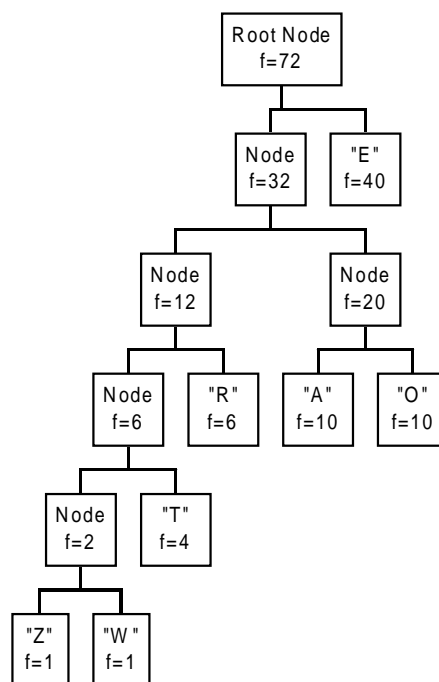 Root Node
f=72
Node
f=32
"E"
f=40
Node
f=12
Node
f=20
Node
f=6
"R"
f=6
"A"
f=10
"O"
f=10
Node
f=2
"T"
f=4
"Z"
f=1
"W"
f=1